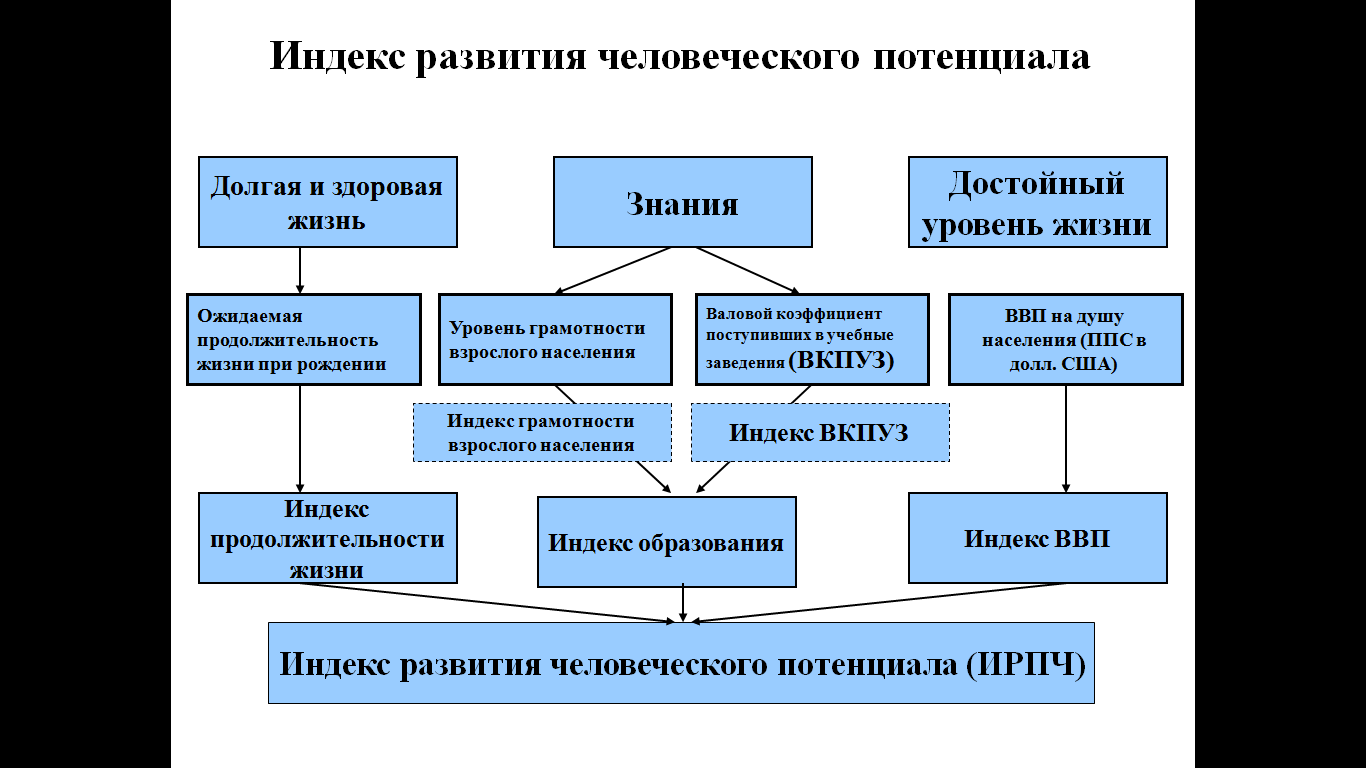 Индекс развития человеческого потенциала
Долгая и здоровая
жизнь
Знания
Достойный
уровень жизни
Ожидаемая
продолжительность
жизни при рождении
Уровень грамотности
взрослого населения
Валовой коэффициент
поступивших в учебные
заведения (ВКПУЗ)
ВВП на душу
населения (ППС в
долл. США)
Индекс грамотности
взрослого населения
Индекс ВКПУЗ
Индекс
продолжительности
жизни
Индекс образования
Индекс ВВП
Индекс развития человеческого потенциала (ИРПЧ)